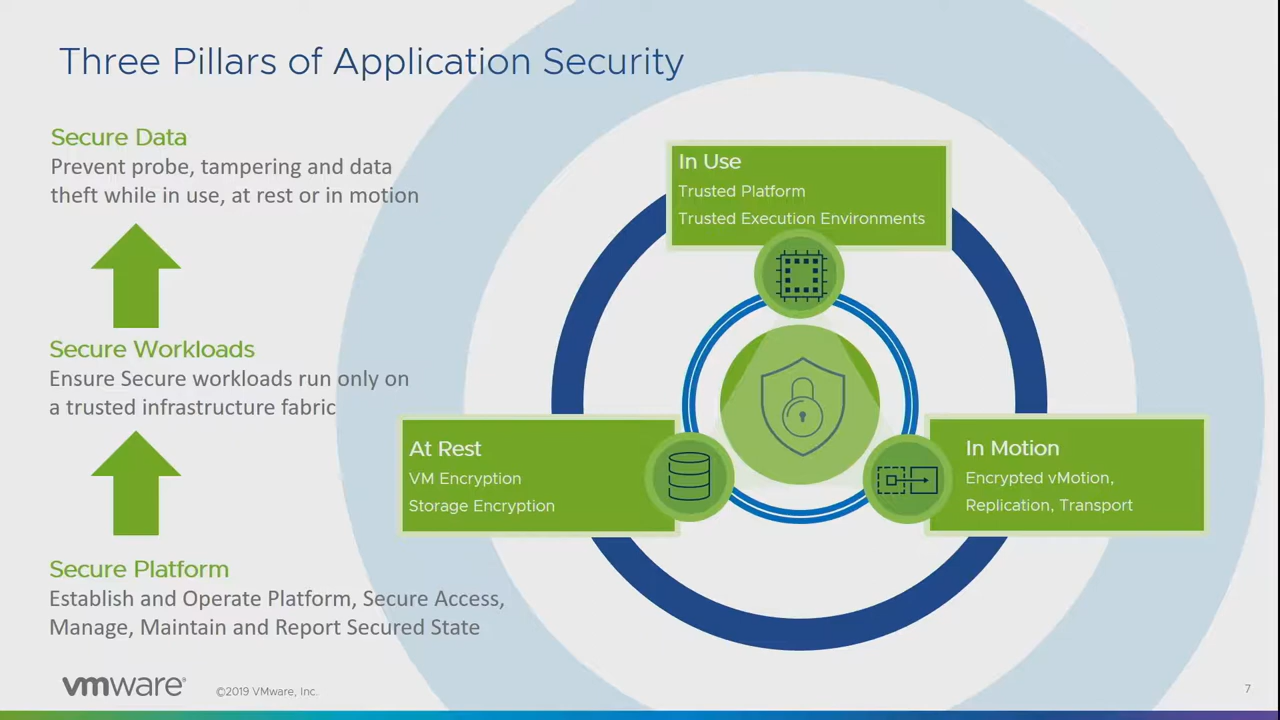 Three Pillars of Application Security
Secure Data
Prevent probe, tampering and data
theft while in use, at rest or in motion
Secure Workloads
Ensure Secure workloads run only on
a trusted infrastructure fabric
Secure Platform
Establish and Operate Platform, Secure Access,
Manage, Maintain and Report Secured State
In Use
Trusted Platform
Trusted Execution Environments
At Rest
VM Encryption
Storage Encryption
In Motion
Encrypted vMotion,
Replication, Transport
vmware®
©2019 VMware, Inc.
7